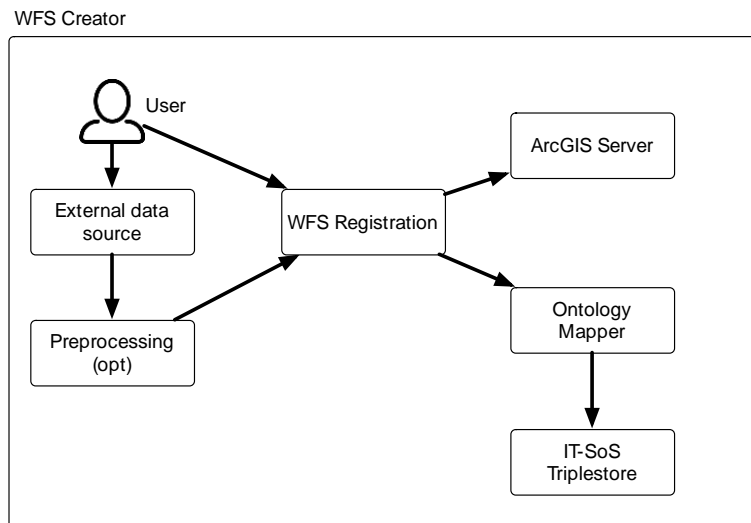 WFS Creator
User
External data
source
Preprocessing
(opt)
WFS Registration
ArcGIS Server
Ontology
Mapper
IT-SoS
Triplestore